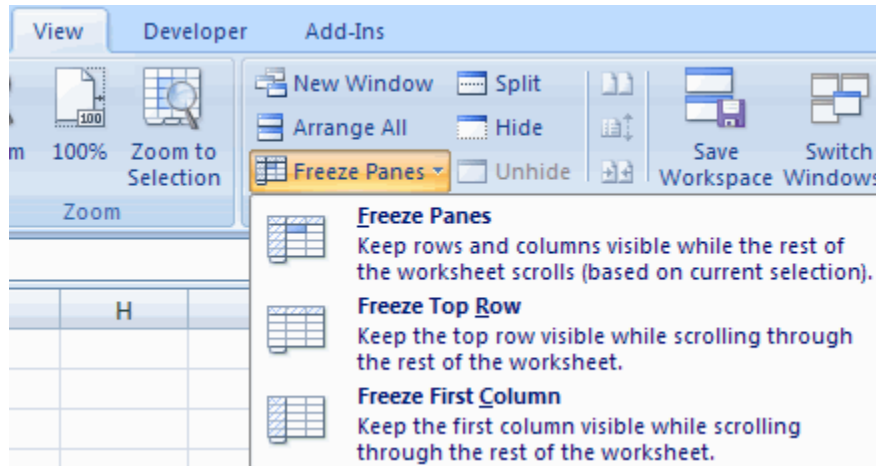 View Developer Add-Ins
New Window Split
Arrange All Hide
Freeze Panes Unhide
100
m 100% Zoom to Selection
Save Workspace Switch Windows
Zoom
H
Freeze Panes
Keep rows and columns visible while the rest of
the worksheet scrolls (based on current selection).
Freeze Top Row
Keep the top row visible while scrolling through
the rest of the worksheet.
Freeze First Column
Keep the first column visible while scrolling
through the rest of the worksheet.